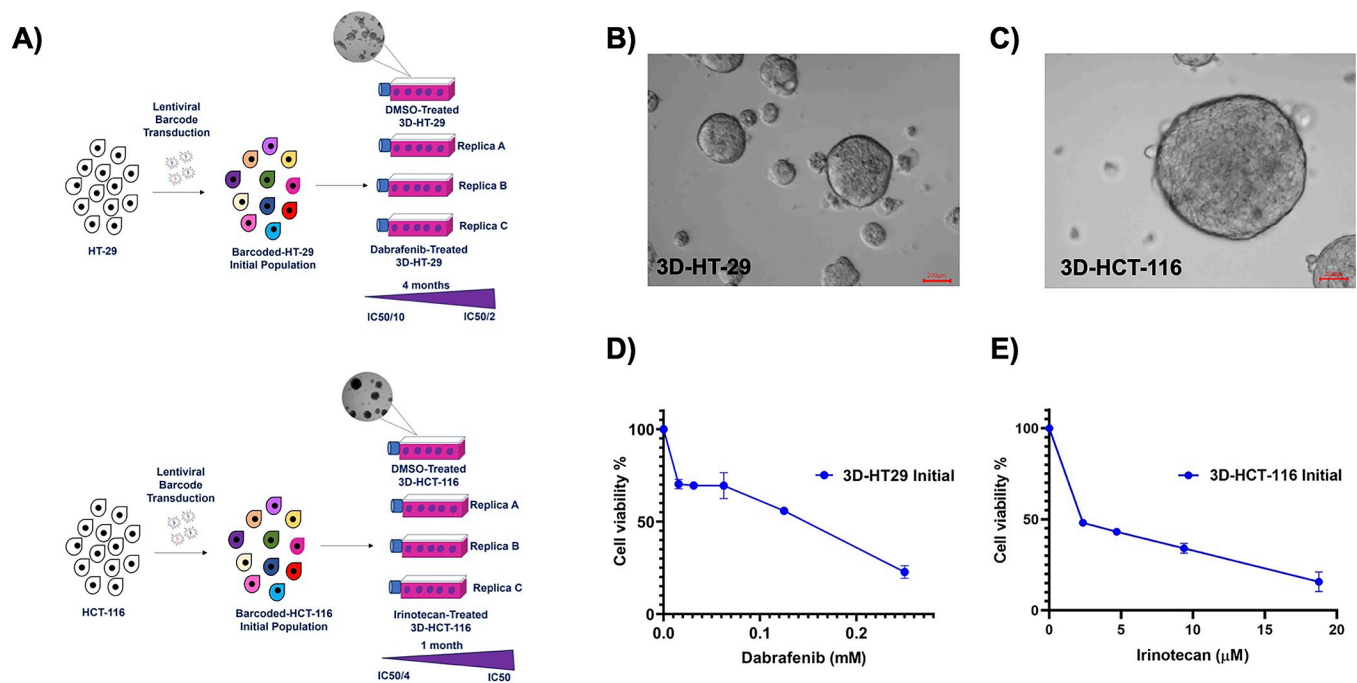 A)
Lentiviral
Barcode
Transduction
HT-29
Barcoded-HT-29
Initial Population
DMSO-Treated
3D-HT-29
Replica A
Replica B
Replica C
Dabrafenib-Treated
3D-HT-29
4 months
IC50/10
IC50/2
Lentiviral
Barcode
Transduction
HCT-116
Barcoded-HCT-116
Initial Population
DMSO-Treated
3D-HCT-116
Replica A
Replica B
Replica C
Irinotecan-Treated
3D-HCT-116
1 month
IC50/4
IC50
B)
3D-HT-29
200μm
C)
3D-HCT-116
200μm
D)
Cell viability %
100
50
0
0.0
0.1
0.2
Dabrafenib (mM)
3D-HT29 Initial
E)
Cell viability %
100
50
0
0
5
10
15
20
Irinotecan (μM)
3D-HCT-116 Initial